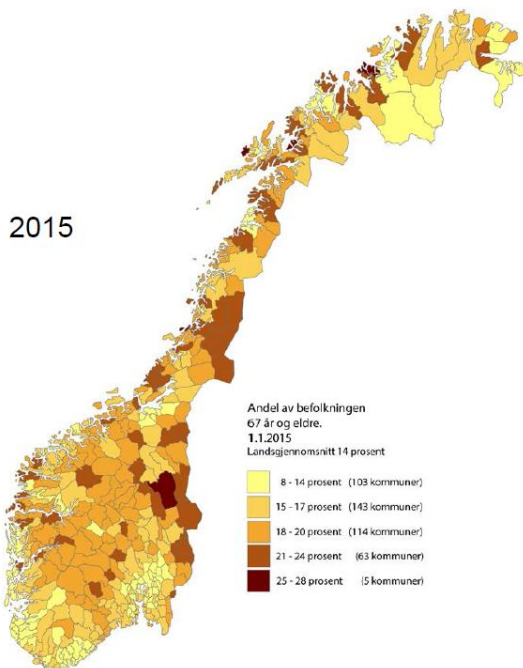 2015
Andel av befolkningen
67 år og eldre.
1.1.2015
Landsgjennomsnitt 14 prosent
8 - 14 prosent (103 kommuner)
15 - 17 prosent (143 kommuner)
18 - 20 prosent (114 kommuner)
21 - 24 prosent (63 kommuner)
25 - 28 prosent (5 kommuner)